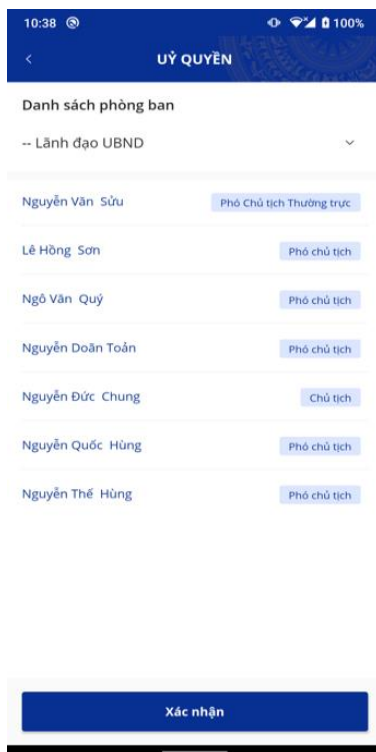 10:38 100%
UỶ QUYỀN
Danh sách phòng ban
-- Lãnh đạo UBND
Nguyễn Văn Sửu Phó Chủ tịch Thường trực
Lê Hồng Sơn Phó chủ tịch
Ngô Văn Quý Phó chủ tịch
Nguyễn Doãn Toản Phó chủ tịch
Nguyễn Đức Chung Chủ tịch
Nguyễn Quốc Hùng Phó chủ tịch
Nguyễn Thế Hùng Phó chủ tịch
Xác nhận